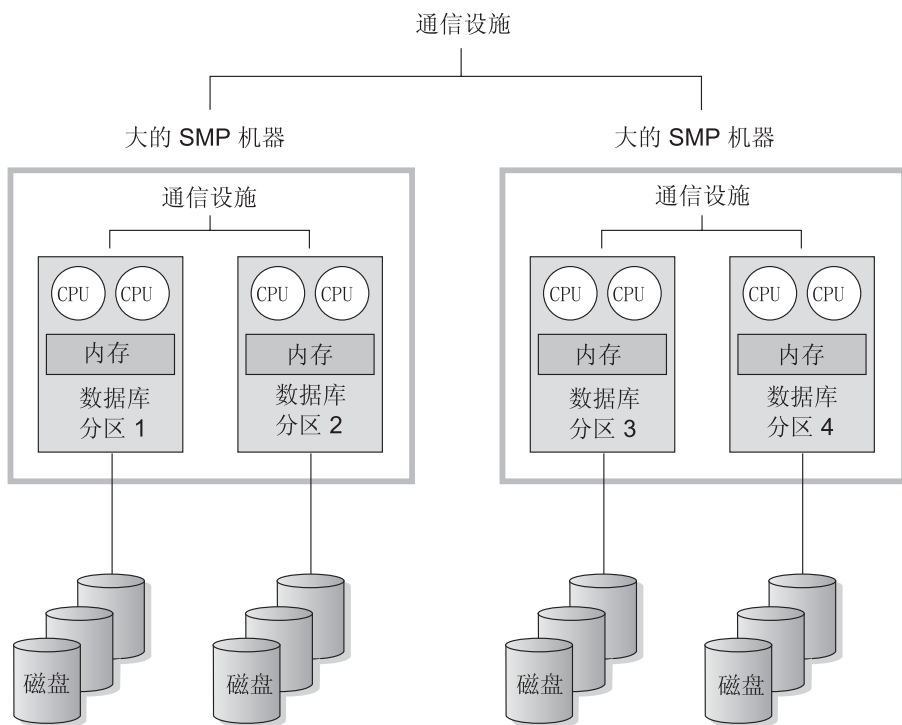 通信设施
大的 SMP 机器
大的 SMP 机器
通信设施
通信设施
CPU CPU
CPU CPU
CPU CPU
CPU CPU
内存
内存
内存
内存
数据库
分区 1
数据库
分区 2
数据库
分区 3
数据库
分区 4
磁盘
磁盘
磁盘
磁盘